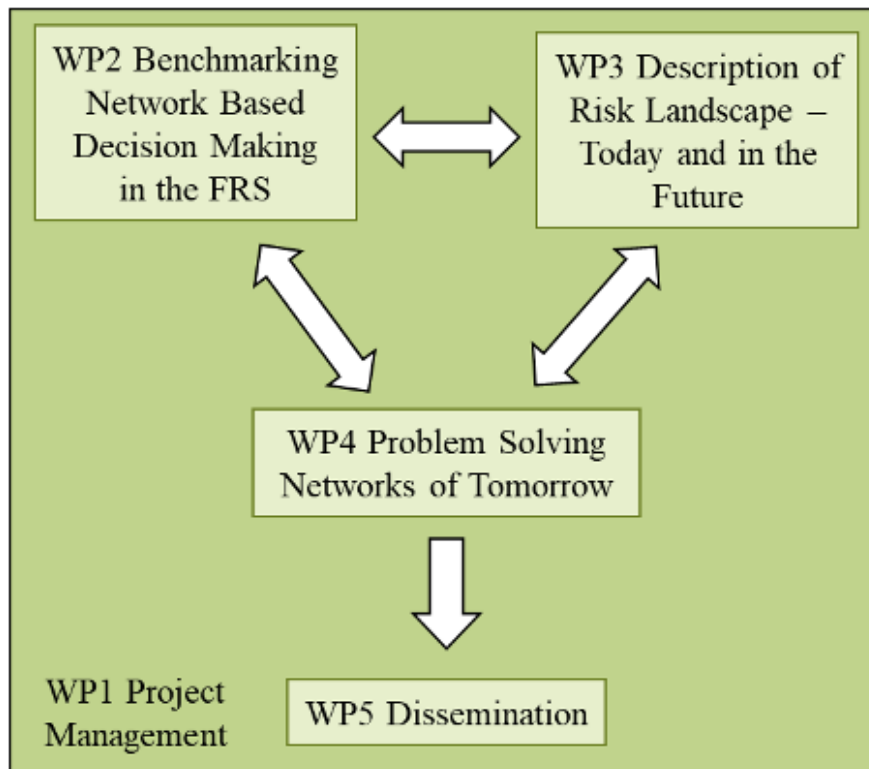 WP2 Benchmarking
Network Based
Decision Making
in the FRS
WP3 Description of
Risk Landscape –
Today and in the
Future
WP4 Problem Solving
Networks of Tomorrow
WP1 Project
Management
WP5 Dissemination